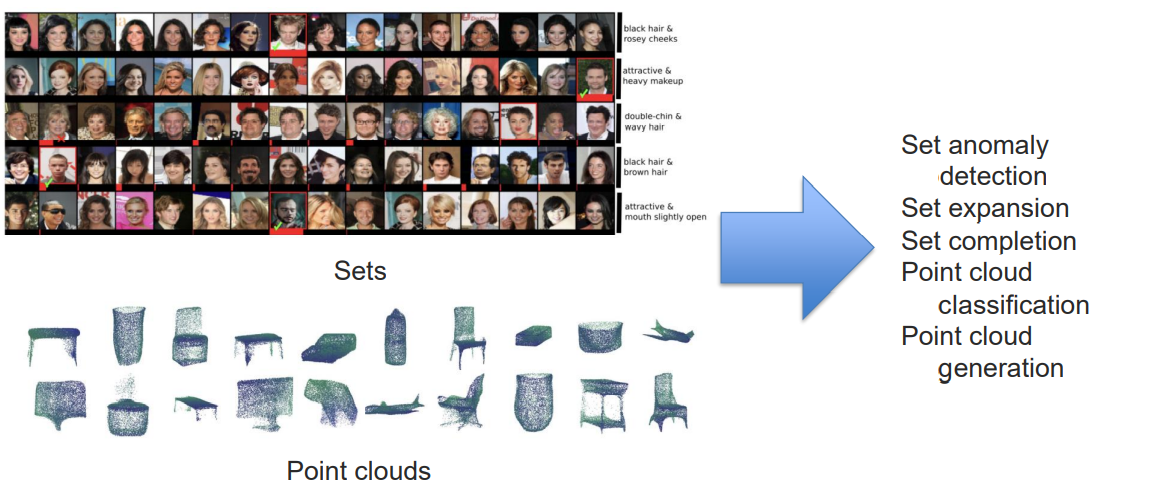 black hair &
rosey cheeks
attractive &
heavy makeup
double-chin &
wavy hair
black hair &
brown hair
attractive &
mouth slightly open
Sets
Point clouds
Set anomaly
detection
Set expansion
Set completion
Point cloud
classification
Point cloud
generation